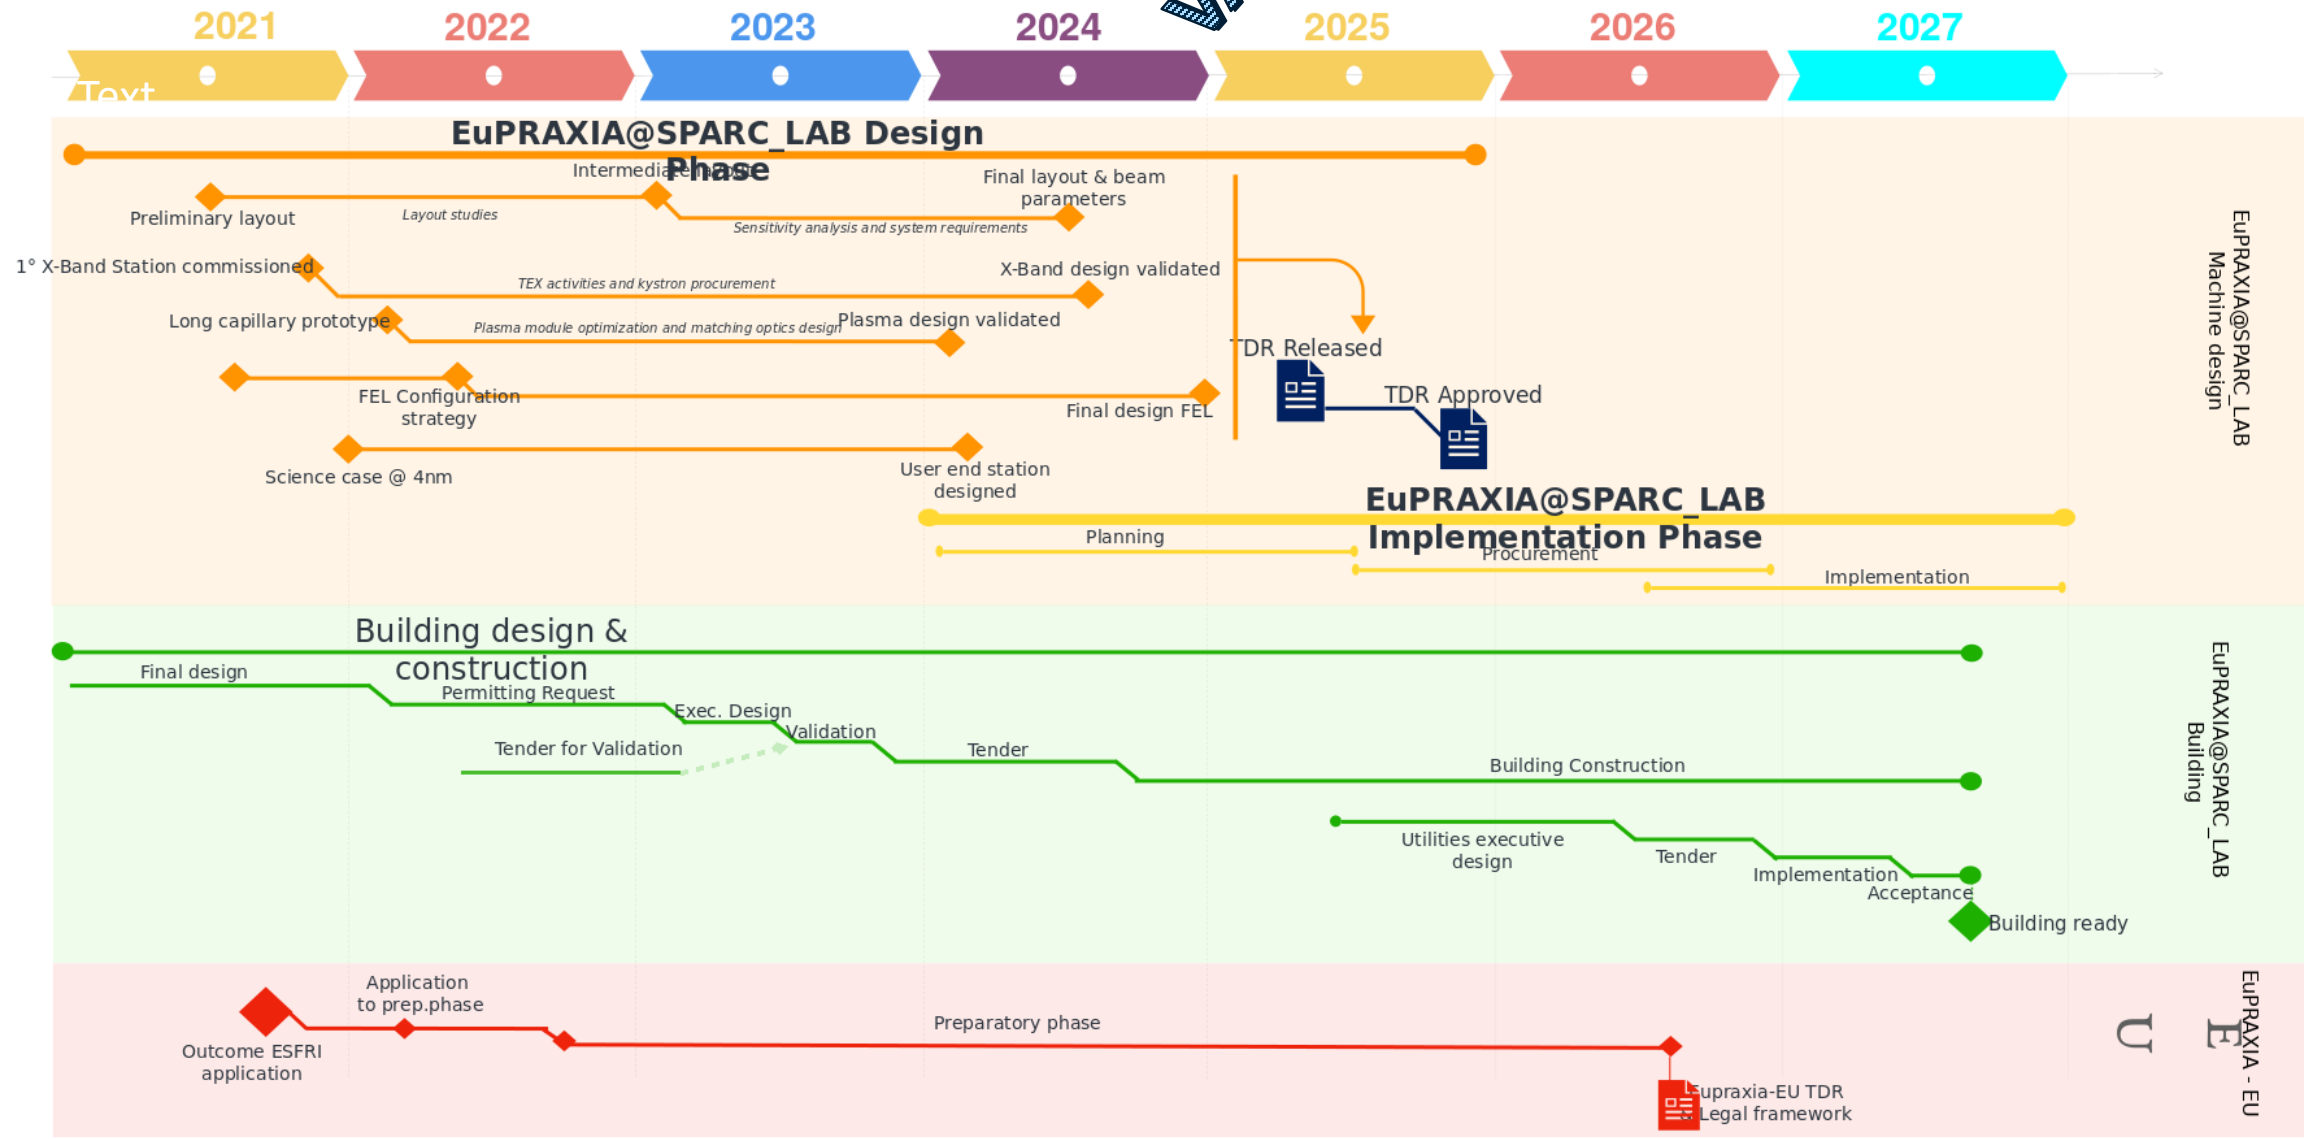 2021
2022
2023
2024
2025
2026
2027
Text
EuPRAXIA@SPARC_LAB Design
Phase
Intermediate layout
Final layout & beam
parameters
Preliminary layout
Layout studies
Sensitivity analysis and system requirements
1° X-Band Station commissioned
X-Band design validated
TEX activities and kystron procurement
Long capillary prototype
Plasma module optimization and matching optics design
Plasma design validated
TDR Released
FEL Configuration
strategy
TDR Approved
Final design FEL
Science case @ 4nm
User end station
designed
EuPRAXIA@SPARC_LAB
Machine design
EuPRAXIA@SPARC_LAB
Implementation Phase
Planning
Procurement
Implementation
Building design &
construction
Final design
Permitting Request
Exec. Design
Validation
Tender for Validation
Tender
Building Construction
Utilities executive
design
Tender
Implementation
Acceptance
Building ready
EuPRAXIA@SPARC_LAB
Building
Application
to prep.phase
Outcome ESFRI
application
Preparatory phase
Eupraxia-EU TDR
& Legal framework
E
U
EuPRAXIA - EU